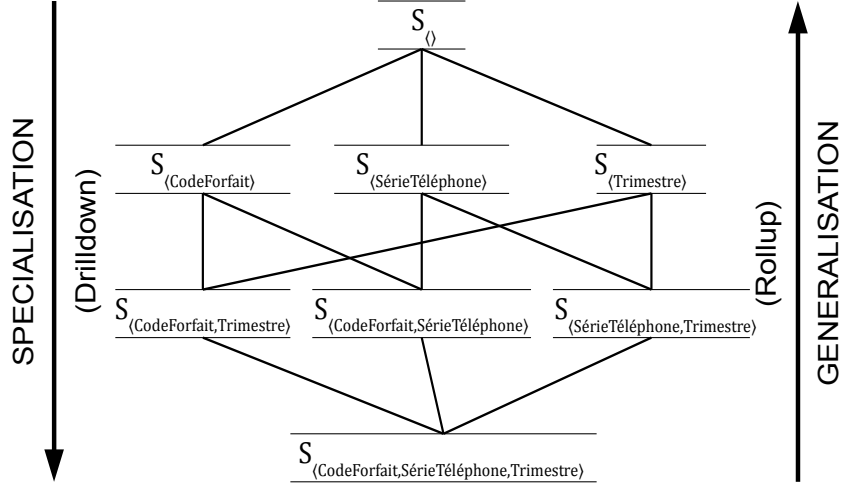 S⟨⟩
S⟨CodeForfait⟩
S⟨SérieTéléphone⟩
S⟨Trimestre⟩
S⟨CodeForfait,Trimestre⟩
S⟨CodeForfait,SérieTéléphone⟩
S⟨SérieTéléphone,Trimestre⟩
S⟨CodeForfait,SérieTéléphone,Trimestre⟩
SPECIALISATION
(Drilldown)
(Rollup)
GENERALISATION